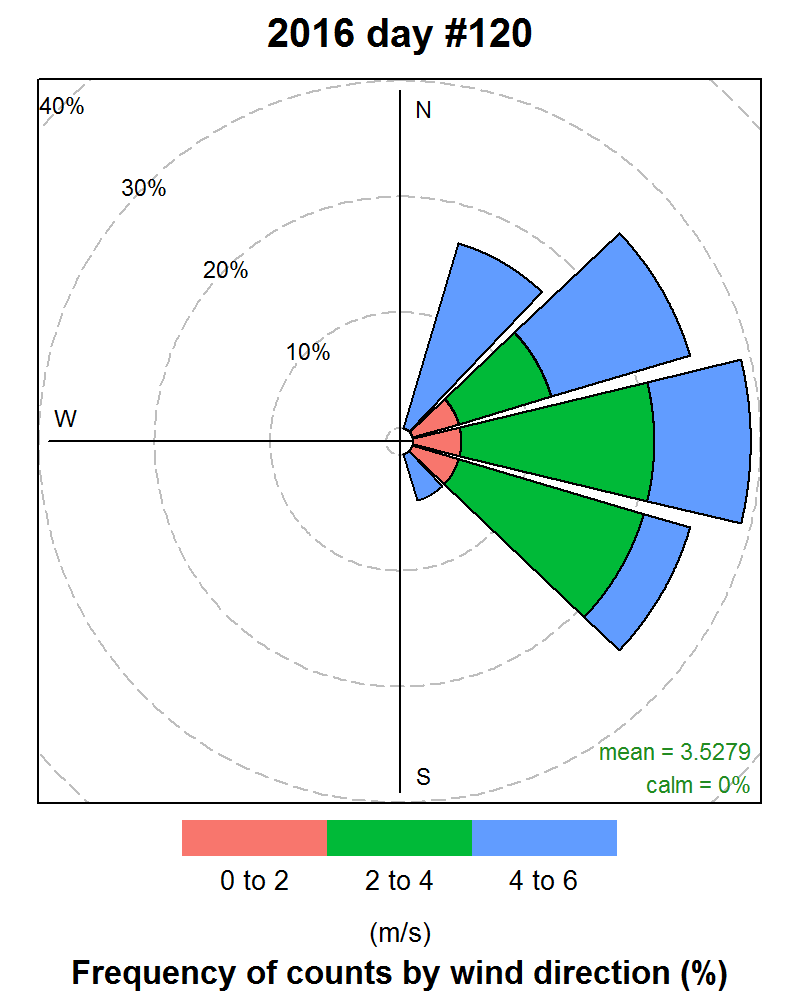 2016 day #120
40%
N
30%
20%
10%
W
S
mean = 3.5279
calm = 0%
0 to 2 2 to 4 4 to 6
(m/s)
Frequency of counts by wind direction (%)